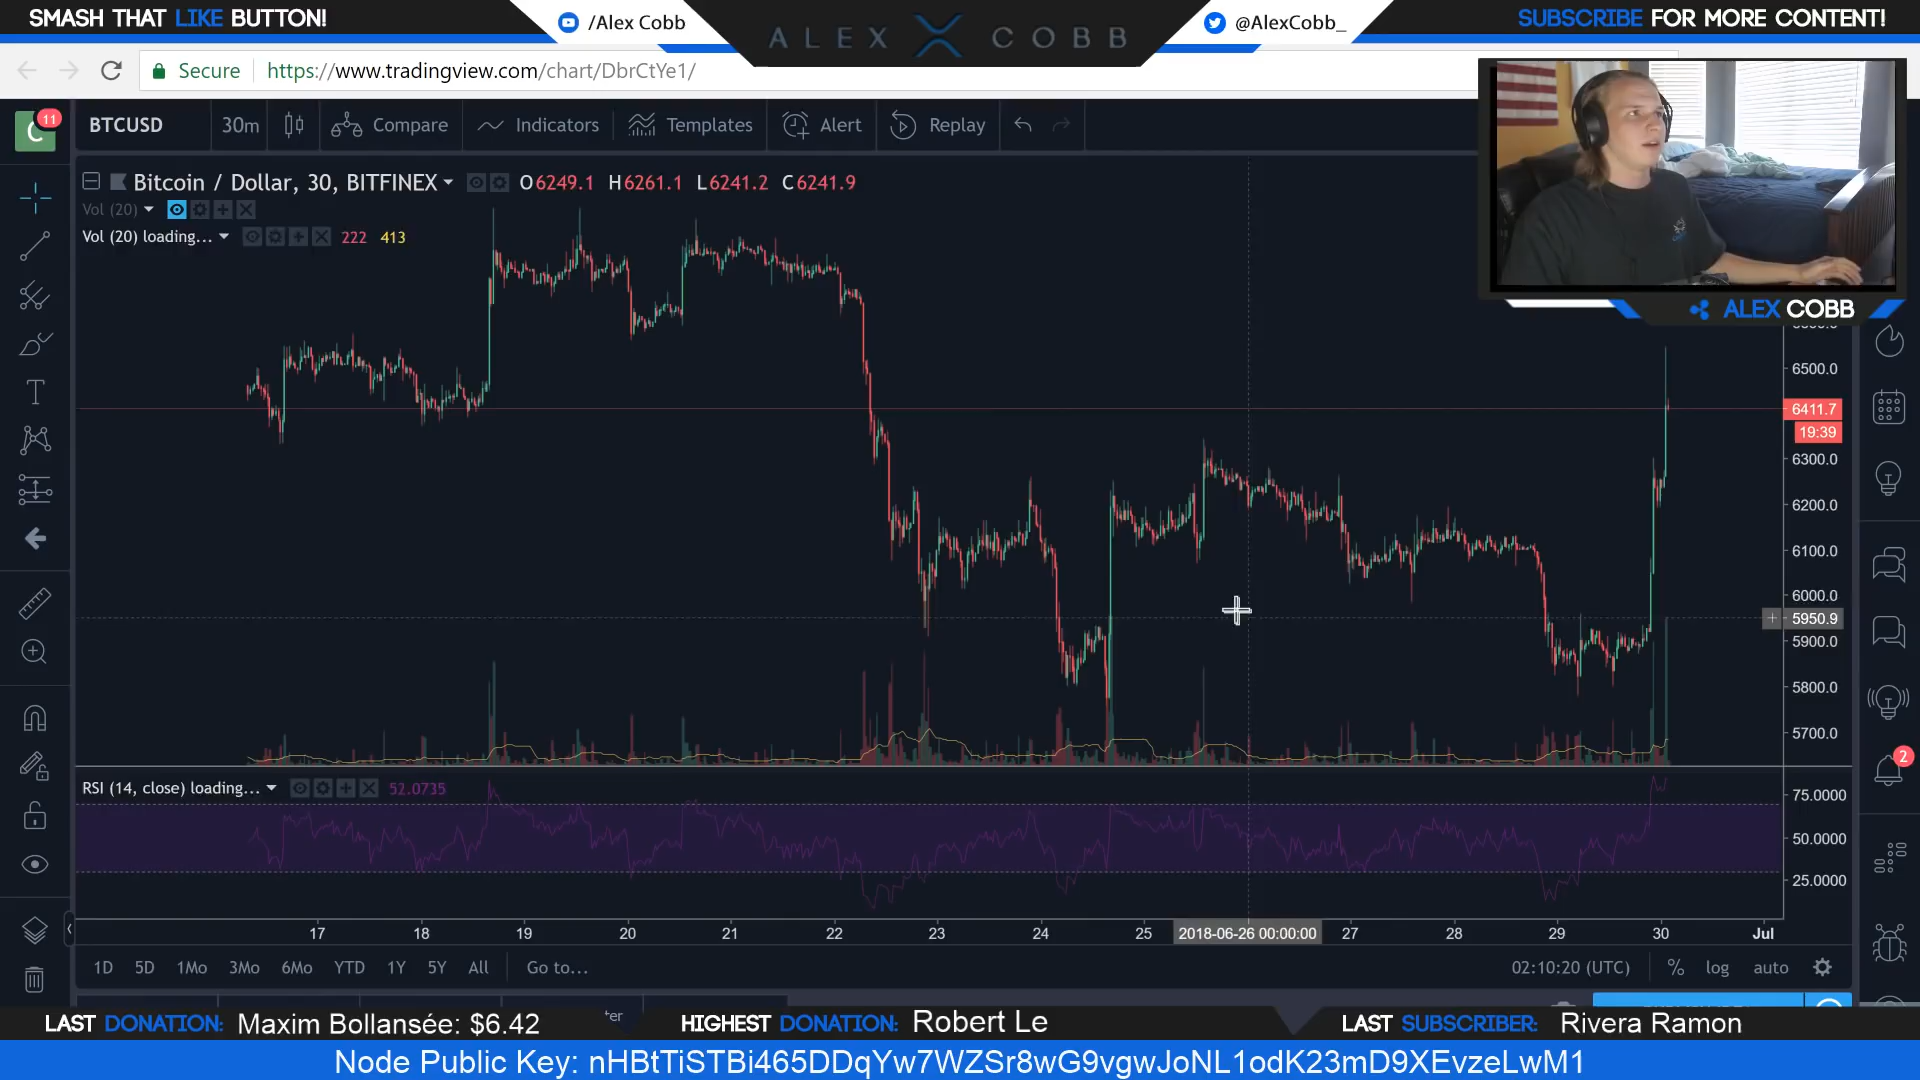 SMASH THAT LIKE BUTTON!
/Alex Cobb
ALEX COBB
@AlexCobb_
SUBSCRIBE FOR MORE CONTENT!
Secure https://www.tradingview.com/chart/DbrCtYe1/
C 11
BTCUSD 30m Compare Indicators Templates Alert Replay
Bitcoin / Dollar, 30, BITFINEX O6249.1 H6261.1 L6241.2 C6241.9
Vol (20)
Vol (20) loading... 222 413
ALEX COBB
6500.0
6411.7
19:39
6300.0
6200.0
6100.0
6000.0
5950.9
5900.0
5800.0
5700.0
2
RSI (14, close) loading... 52.0735
75.0000
50.0000
25.0000
17 18 19 20 21 22 23 24 25 2018-06-26 00:00:00 27 28 29 30 Jul
1D 5D 1Mo 3Mo 6Mo YTD 1Y 5Y All Go to... 02:10:20 (UTC) % log auto
LAST DONATION: Maxim Bollansée: $6.42
HIGHEST DONATION: Robert Le
LAST SUBSCRIBER: Rivera Ramon
Node Public Key: nHBtTiSTBi465DDqYw7WZSr8wG9vgwJoNL1odK23mD9XEvzeLwM1